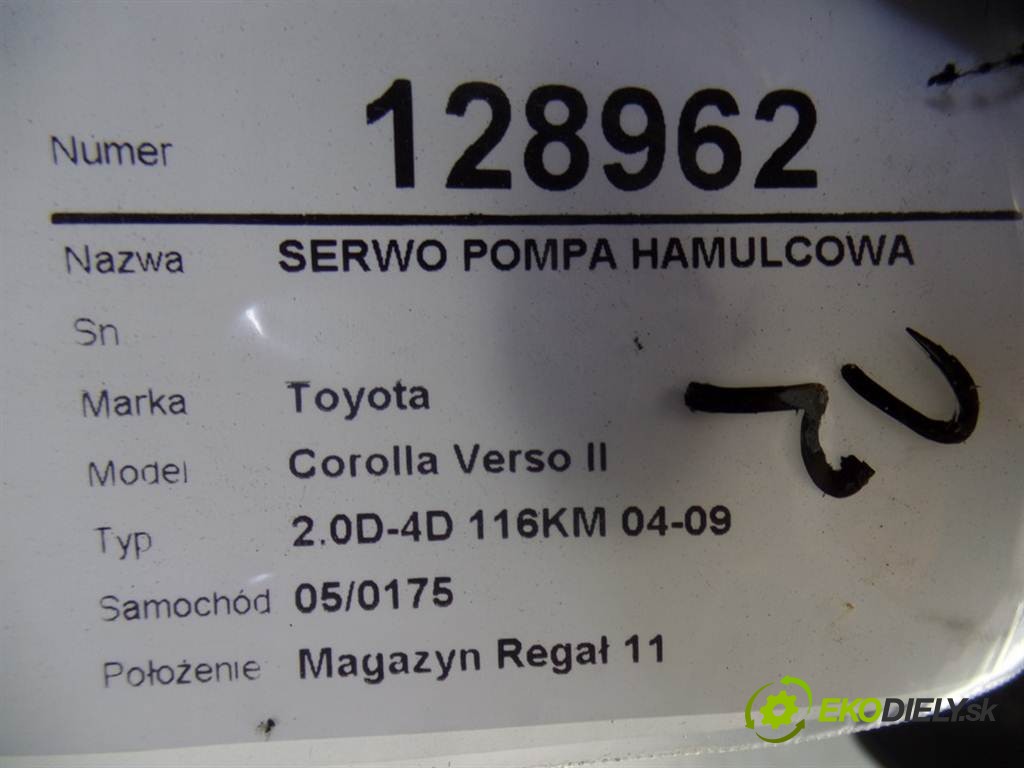 Numer 128962
Nazwa SERWO POMPA HAMULCOWA
Sn
Marka Toyota
Model Corolla Verso II
Typ 2.0D-4D 116KM 04-09
Samochód 05/0175
Położenie Magazyn Regał 11
EKODIELY.sk